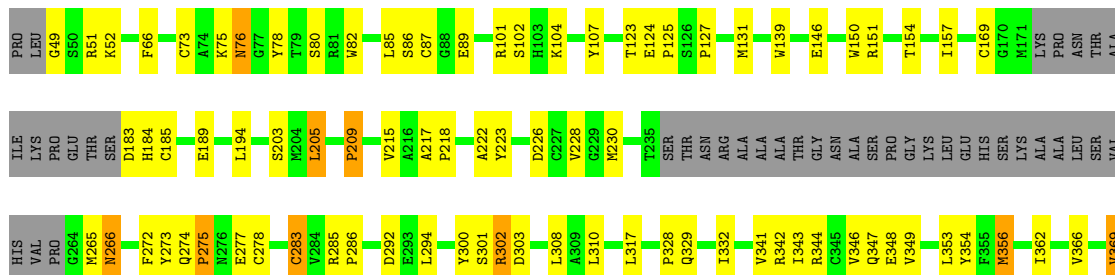 PRO LEU G49 S50 R51 K52 F66 C73 A74 K75 N76 G77 Y78 T79 S80 R81 W82 L85 S86 C87 G88 E89 R101 S102 H103 K104 Y107 T123 E124 P125 S126 P127 M131 W139 E146 W150 R151 T154 I157 C169 G170 M171 LYS PRO ASN THR ALA
ILE LYS PRO GLU THR SER D183 H184 C185 E189 L194 S203 M204 L205 P209 V215 A216 A217 P218 A222 Y223 D226 C227 V228 G229 M230 T235 SER THR ASN ARG ALA ALA ALA THR GLY ASN ALA SER PRO GLY LYS LEU GLU HIS SER LYS ALA ALA LEU SER VAL
HIS VAL PRO G264 M265 N266 F272 Y273 Q274 P275 N276 E277 C278 C283 V284 R285 P286 D292 E293 L294 Y300 S301 R302 D303 L308 A309 L310 L317 P328 Q329 I332 V341 R342 I343 R344 C345 V346 Q347 E348 V349 L353 Y354 F355 M356 I362 V366 V369